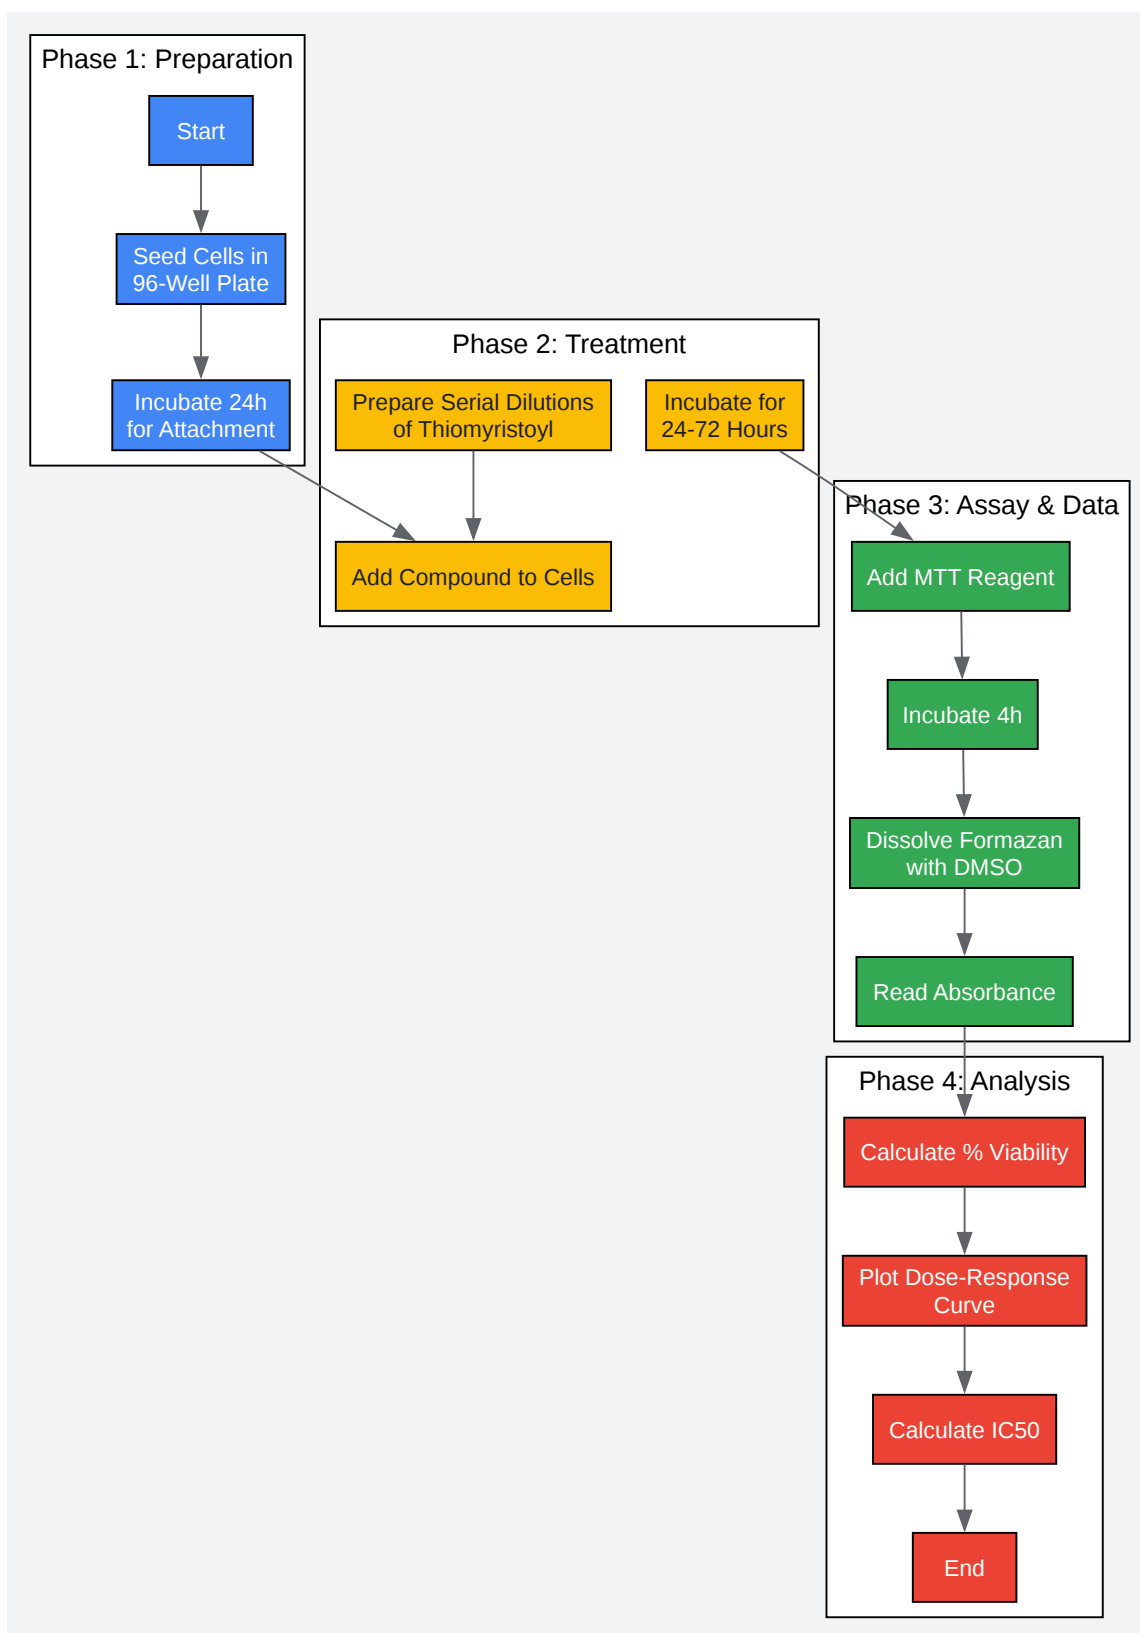 Phase 1: Preparation
Start
Seed Cells in
96-Well Plate
Incubate 24h
for Attachment
Phase 2: Treatment
Prepare Serial Dilutions
of Thiomyristoyl
Incubate for
24-72 Hours
Add Compound to Cells
Phase 3: Assay & Data
Add MTT Reagent
Incubate 4h
Dissolve Formazan
with DMSO
Read Absorbance
Phase 4: Analysis
Calculate % Viability
Plot Dose-Response
Curve
Calculate IC50
End